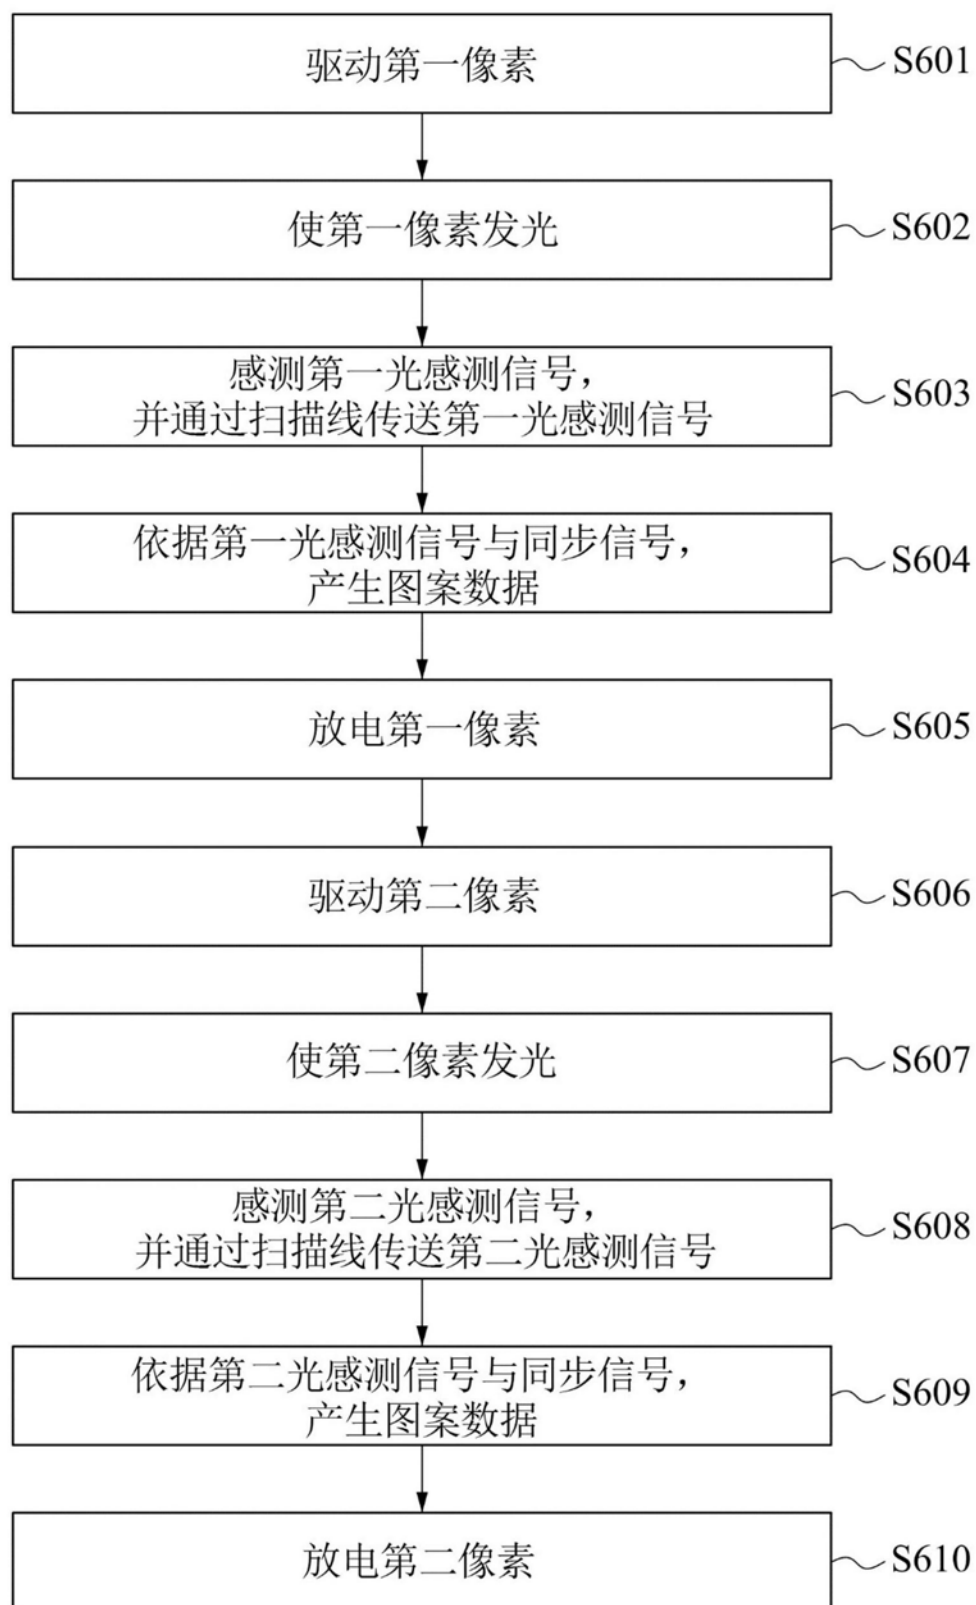 驱动第一像素
S601
使第一像素发光
S602
感测第一光感测信号，
并通过扫描线传送第一光感测信号
S603
依据第一光感测信号与同步信号，
产生图案数据
S604
放电第一像素
S605
驱动第二像素
S606
使第二像素发光
S607
感测第二光感测信号，
并通过扫描线传送第二光感测信号
S608
依据第二光感测信号与同步信号，
产生图案数据
S609
放电第二像素
S610